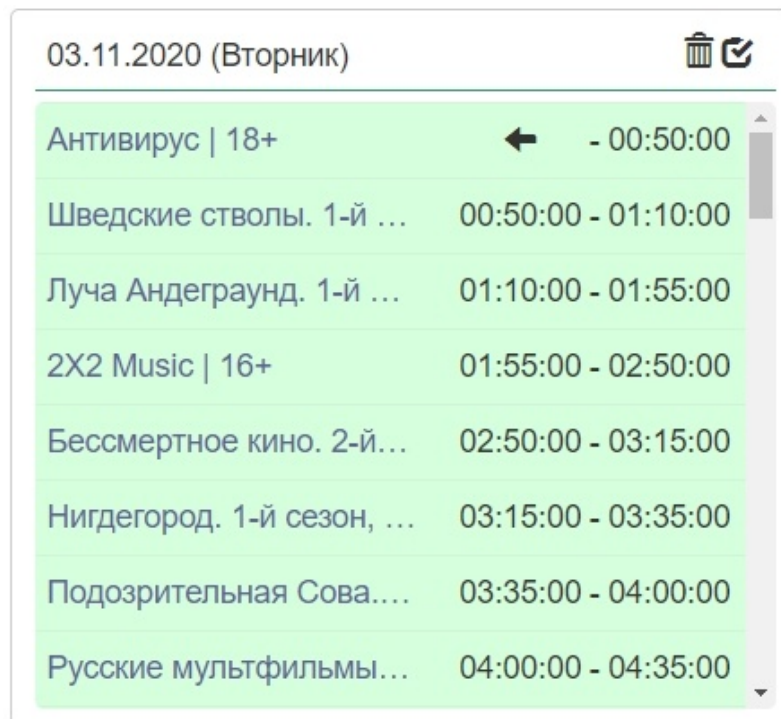 03.11.2020 (Вторник)
Антивирус | 18+ - 00:50:00
Шведские стволы. 1-й ... 00:50:00 - 01:10:00
Луча Андеграунд. 1-й ... 01:10:00 - 01:55:00
2X2 Music | 16+ 01:55:00 - 02:50:00
Бессмертное кино. 2-й... 02:50:00 - 03:15:00
Нигдегород. 1-й сезон, ... 03:15:00 - 03:35:00
Подозрительная Сова.... 03:35:00 - 04:00:00
Русские мультфильмы... 04:00:00 - 04:35:00